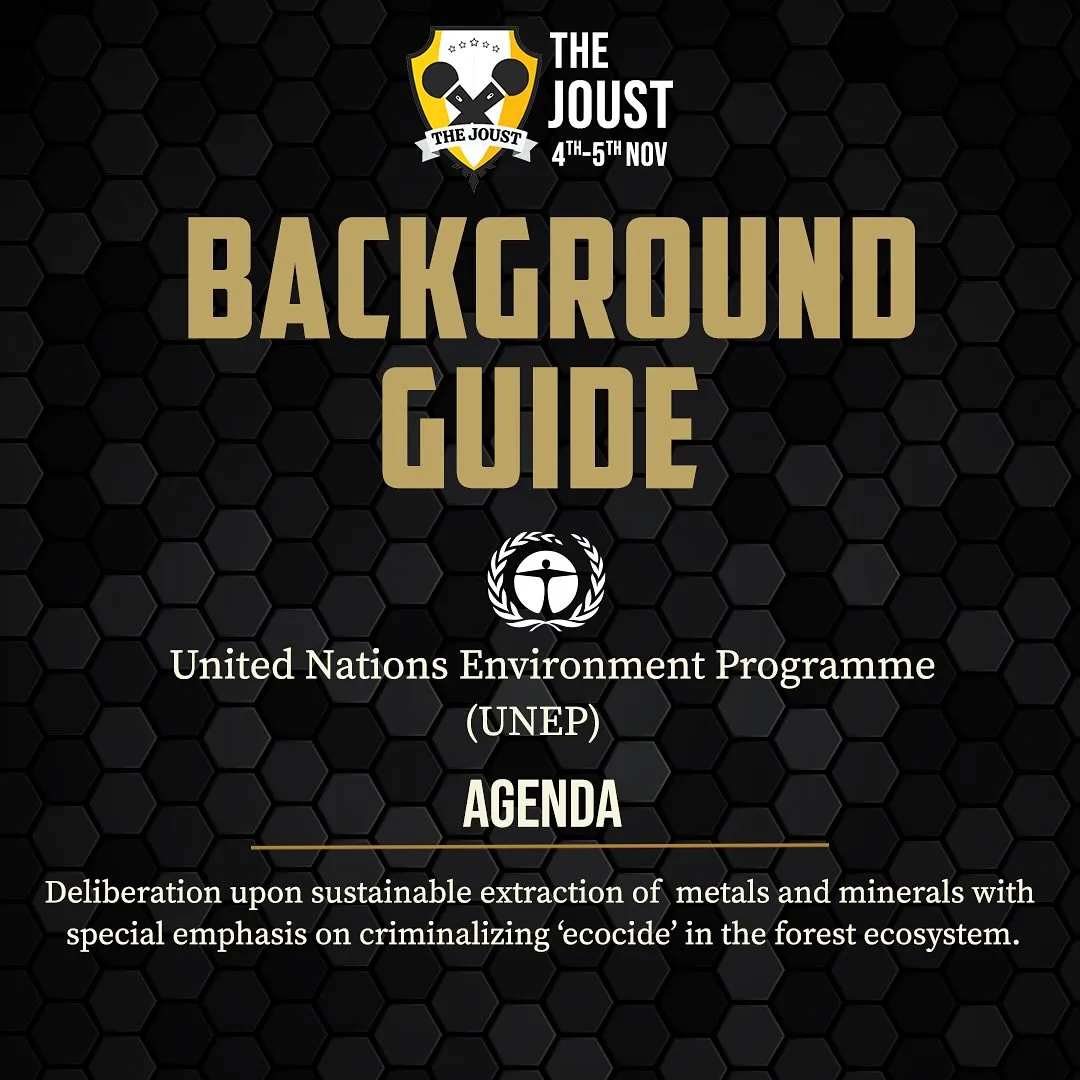 THE JOUST
THE
JOUST
4TH-5TH NOV
BACKGROUND
GUIDE
United Nations Environment Programme
(UNEP)
AGENDA
Deliberation upon sustainable extraction of metals and minerals with
special emphasis on criminalizing ‘ecocide’ in the forest ecosystem.